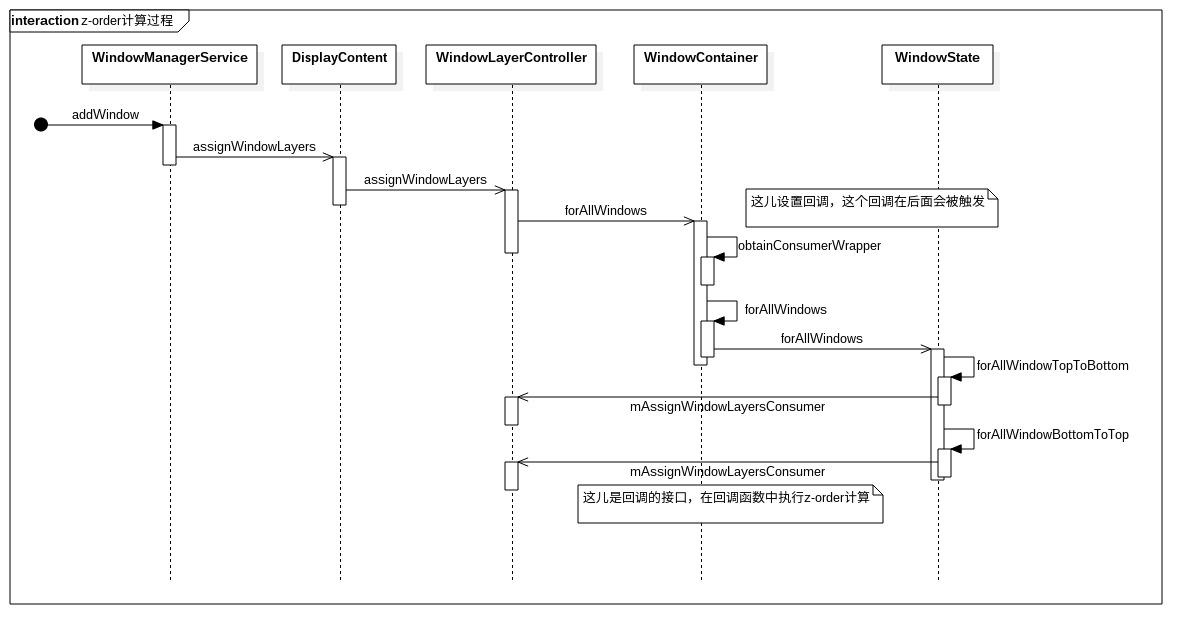 interaction z-order计算过程
WindowManagerService
DisplayContent
WindowLayerController
WindowContainer
WindowState
addWindow
assignWindowLayers
assignWindowLayers
这儿设置回调，这个回调在后面会被触发
forAllWindows
obtainConsumerWrapper
forAllWindows
forAllWindows
forAllWindowTopToBottom
mAssignWindowLayersConsumer
forAllWindowBottomToTop
mAssignWindowLayersConsumer
这儿是回调的接口，在回调函数中执行z-order计算